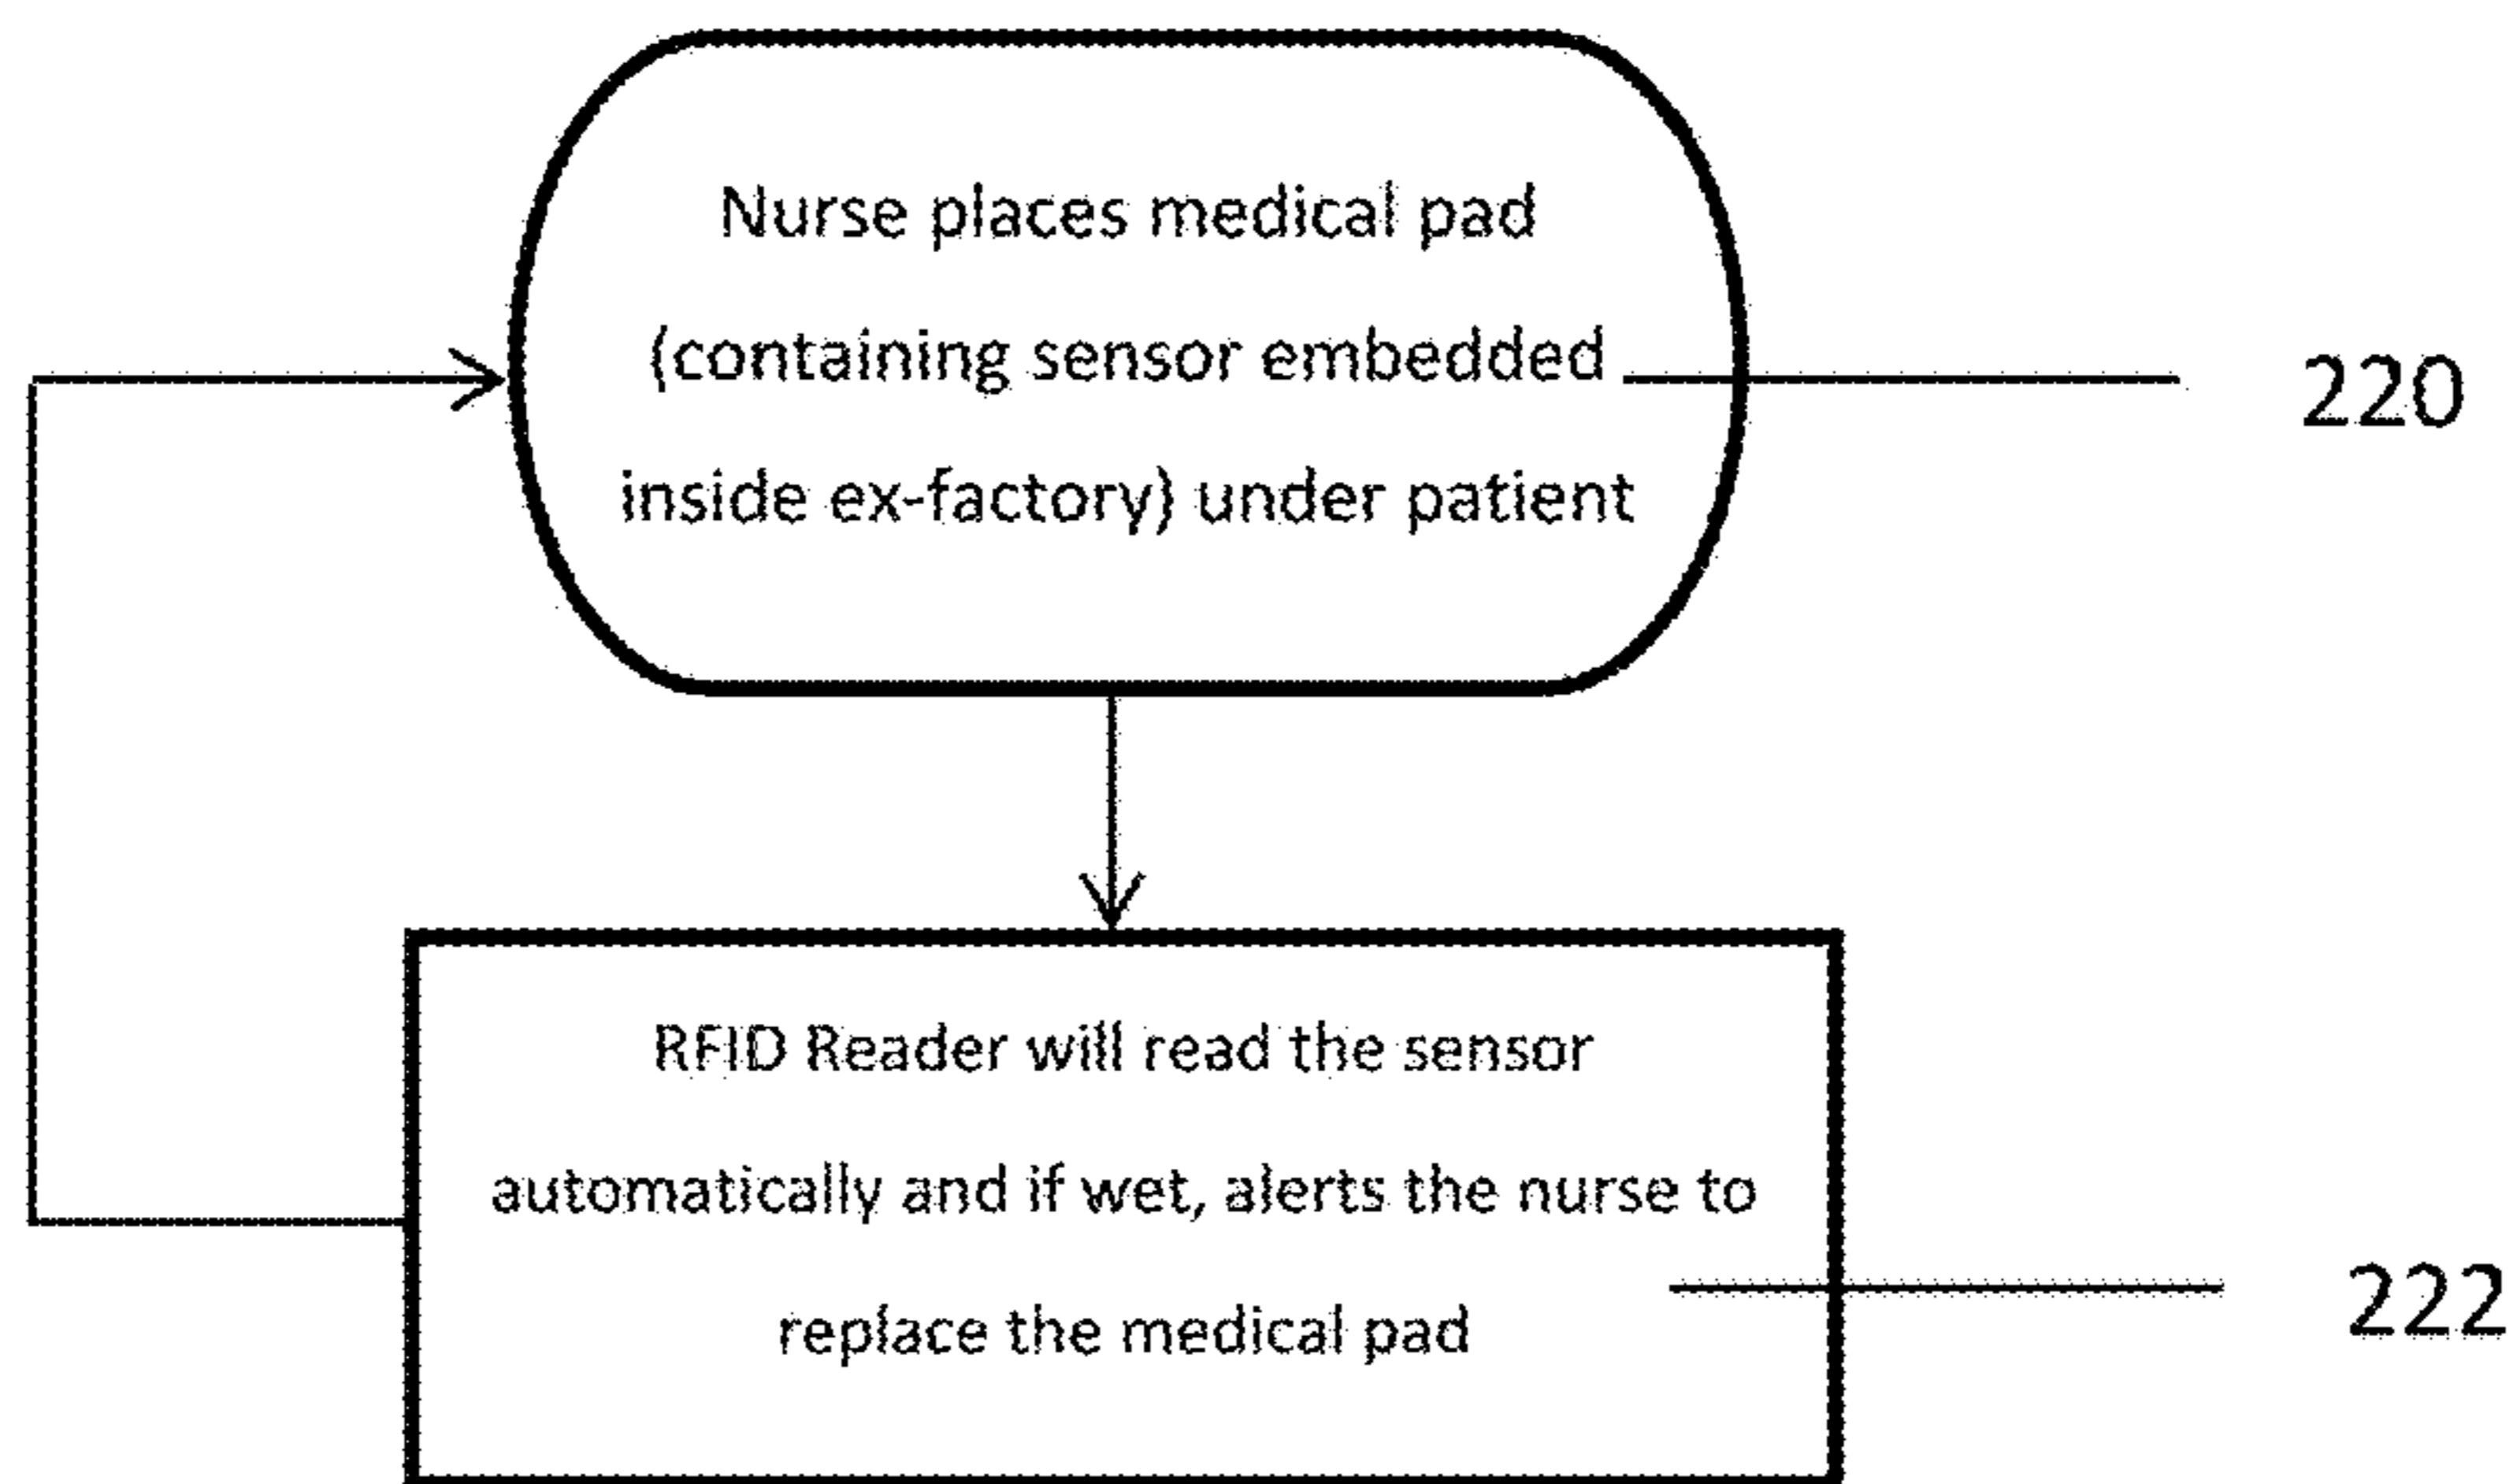 Nurse places medical pad
(containing sensor embedded
220
inside ex-factory) under patient
RFID Reader will read the sensor
automatically and if wet, alerts the nurse to
222
replace the medical pad